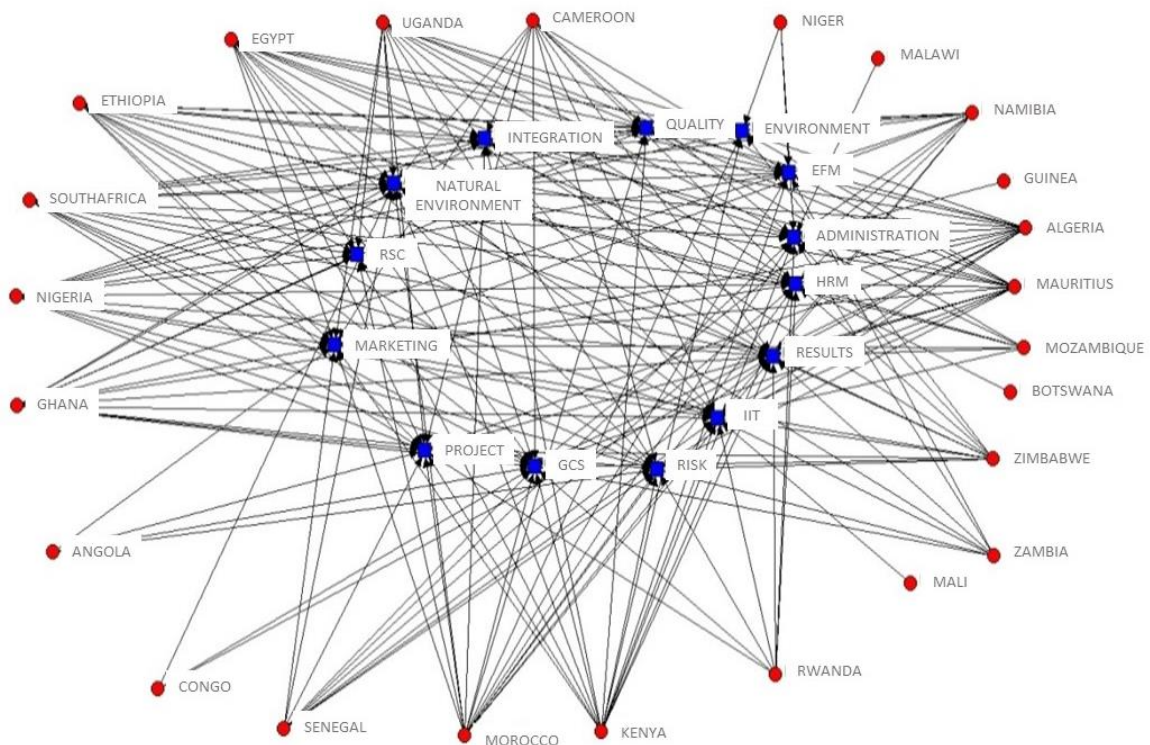 UGANDA
CAMEROON
NIGER
EGYPT
MALAWI
ETHIOPIA
NAMIBIA
INTEGRATION
QUALITY
ENVIRONMENT
EFM
GUINEA
NATURAL
ENVIRONMENT
SOUTHAFRICA
ADMINISTRATION
ALGERIA
RSC
HRM
MAURITIUS
NIGERIA
MARKETING
RESULTS
MOZAMBIQUE
BOTSWANA
GHANA
IIT
PROJECT
GCS
RISK
ZIMBABWE
ANGOLA
ZAMBIA
MALI
RWANDA
CONGO
SENEGAL
MOROCCO
KENYA